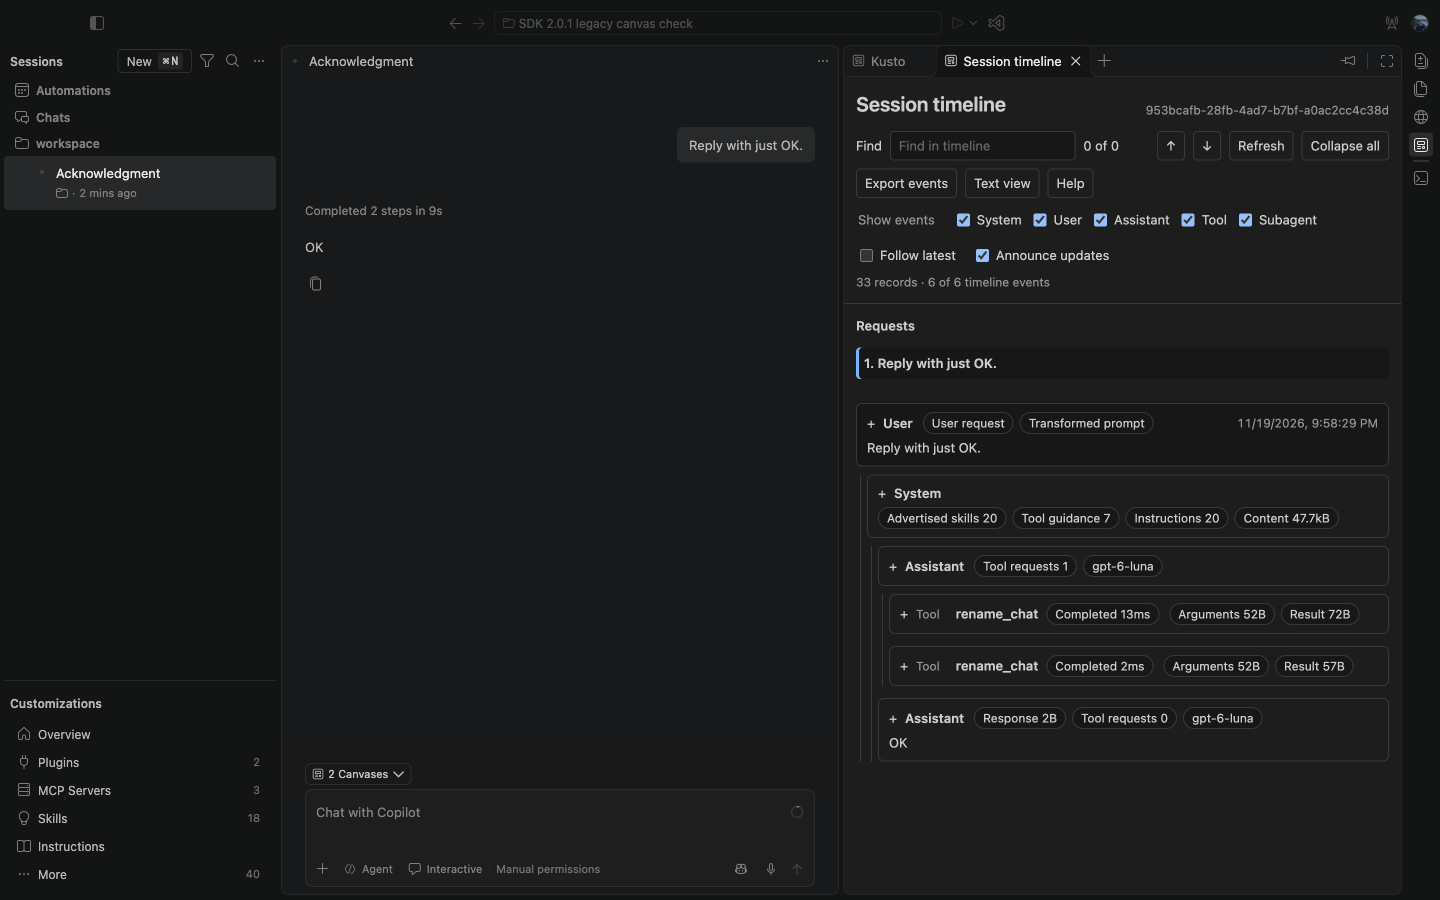 SDK 2.0.1 legacy canvas check
Sessions
New ⌘N
Automations
Chats
workspace
Acknowledgment
· 2 mins ago
Customizations
Overview
Plugins 2
MCP Servers 3
Skills 18
Instructions
More 40
Acknowledgment
Reply with just OK.
Completed 2 steps in 9s
OK
2 Canvases
Chat with Copilot
Agent
Interactive
Manual permissions
Kusto
Session timeline
Session timeline
953bcafb-28fb-4ad7-b7bf-a0ac2cc4c38d
Find Find in timeline 0 of 0 ↑ ↓ Refresh Collapse all
Export events Text view Help
Show events System User Assistant Tool Subagent
Follow latest Announce updates
33 records · 6 of 6 timeline events
Requests
1. Reply with just OK.
+ User User request Transformed prompt 11/19/2026, 9:58:29 PM
Reply with just OK.
+ System
Advertised skills 20 Tool guidance 7 Instructions 20 Content 47.7kB
+ Assistant Tool requests 1 gpt-6-luna
+ Tool rename_chat Completed 13ms Arguments 52B Result 72B
+ Tool rename_chat Completed 2ms Arguments 52B Result 57B
+ Assistant Response 2B Tool requests 0 gpt-6-luna
OK